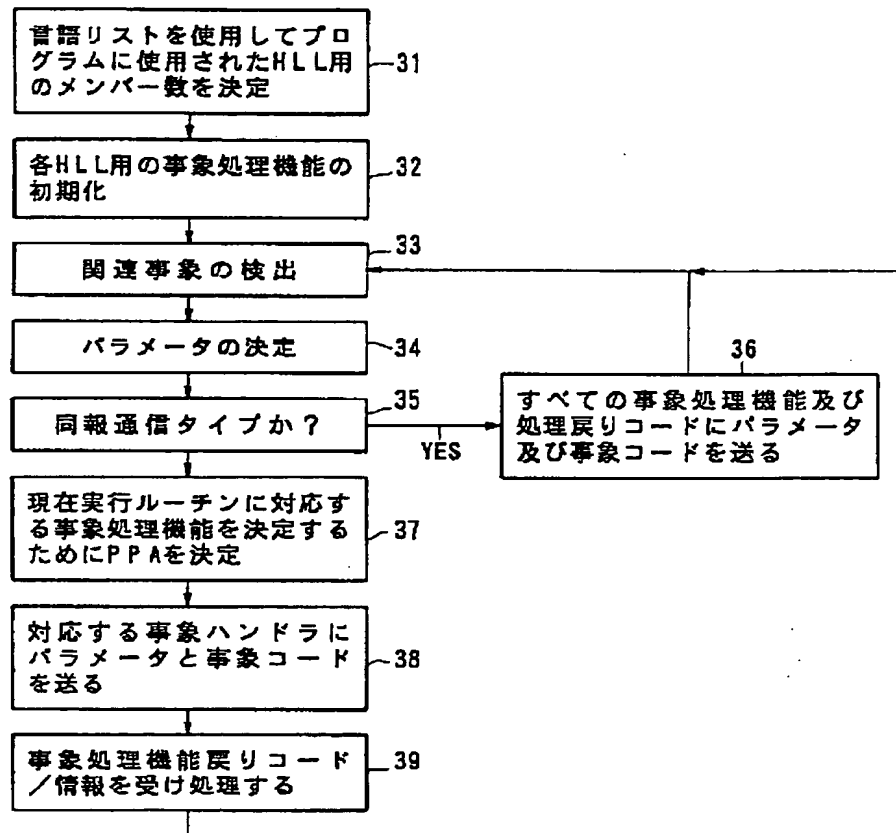 言語リストを使用してプロ
グラムに使用されたHLL用
のメンバー数を決定
31
各HLL用の事象処理機能の
初期化
32
関連事象の検出
33
パラメータの決定
34
同報通信タイプか?
35
YES
36
すべての事象処理機能及び
処理戻りコードにパラメータ
及び事象コードを送る
現在実行ルーチンに対応す
る事象処理機能を決定する
ためにPPAを決定
37
対応する事象ハンドラに
パラメータと事象コード
を送る
38
事象処理機能戻りコード
/情報を受け処理する
39